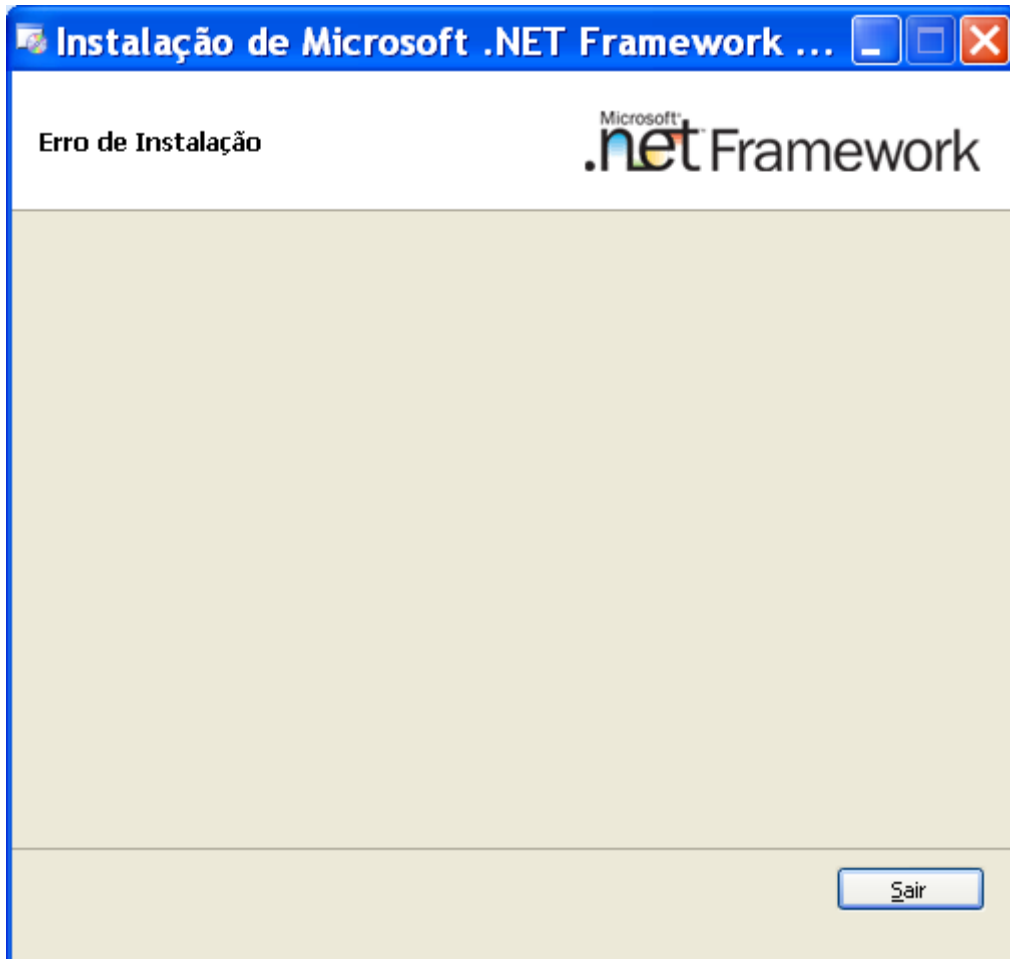 Instalação de Microsoft .NET Framework ...
Erro de Instalação
Microsoft
.net Framework
Sair